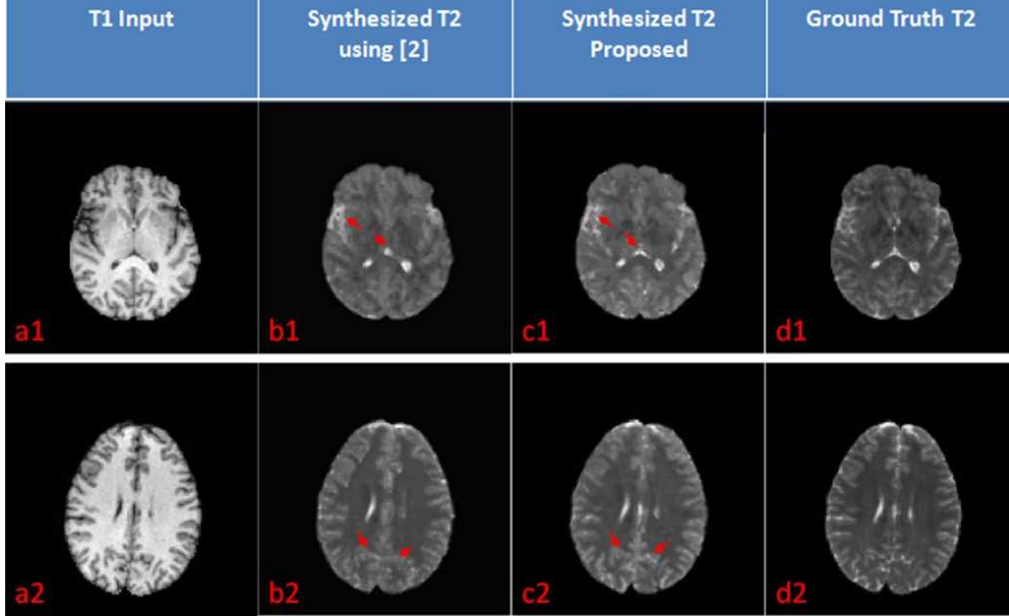 T1 Input
Synthesized T2
using [2]
Synthesized T2
Proposed
Ground Truth T2
a1
b1
c1
d1
a2
b2
c2
d2